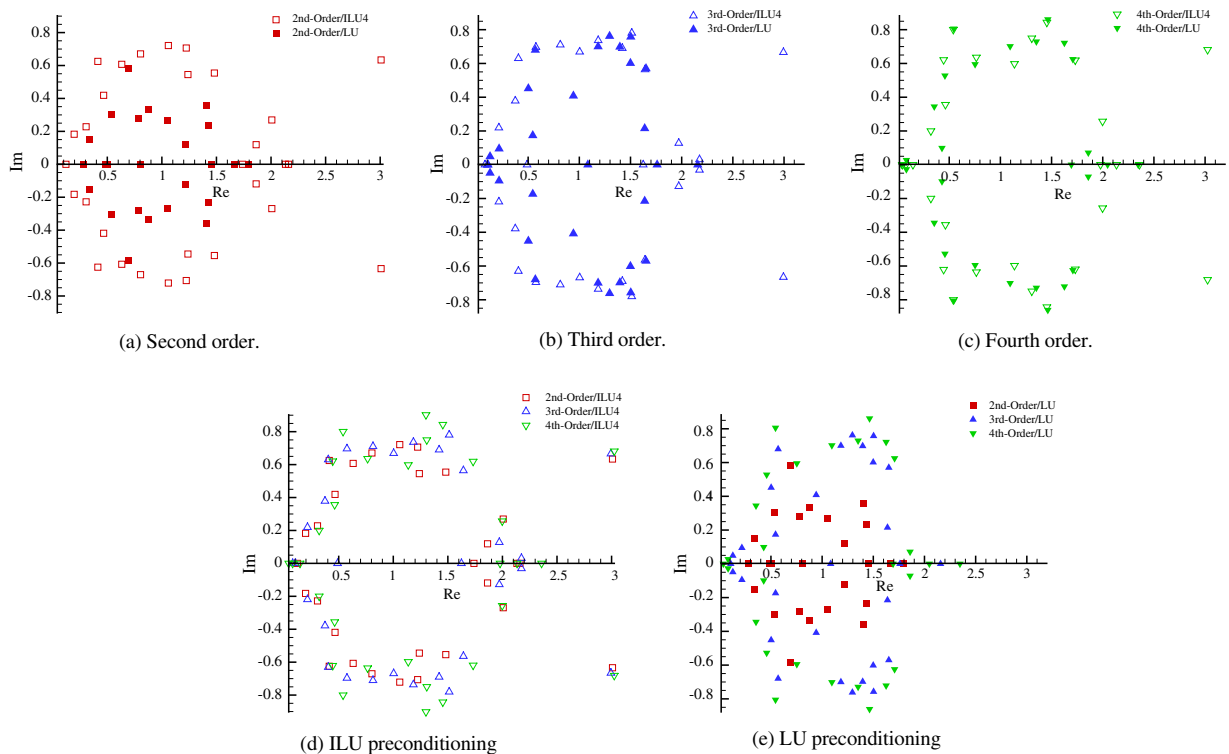 2nd-Order/ILU4
2nd-Order/LU
Im
0.8
0.6
0.4
0.2
0
-0.2
-0.4
-0.6
-0.8
0.5
1
1.5
2
2.5
3
Re
(a) Second order.
3rd-Order/ILU4
3rd-Order/LU
Im
0.8
0.6
0.4
0.2
0
-0.2
-0.4
-0.6
-0.8
0.5
1
1.5
2
2.5
3
Re
(b) Third order.
4th-Order/ILU4
4th-Order/LU
Im
0.8
0.6
0.4
0.2
0
-0.2
-0.4
-0.6
-0.8
0.5
1
1.5
2
2.5
3
Re
(c) Fourth order.
2nd-Order/ILU4
3rd-Order/ILU4
4th-Order/ILU4
Im
0.8
0.6
0.4
0.2
0
-0.2
-0.4
-0.6
-0.8
0.5
1
1.5
2
2.5
3
Re
(d) ILU preconditioning
2nd-Order/LU
3rd-Order/LU
4th-Order/LU
Im
0.8
0.6
0.4
0.2
0
-0.2
-0.4
-0.6
-0.8
0.5
1
1.5
2
2.5
3
Re
(e) LU preconditioning